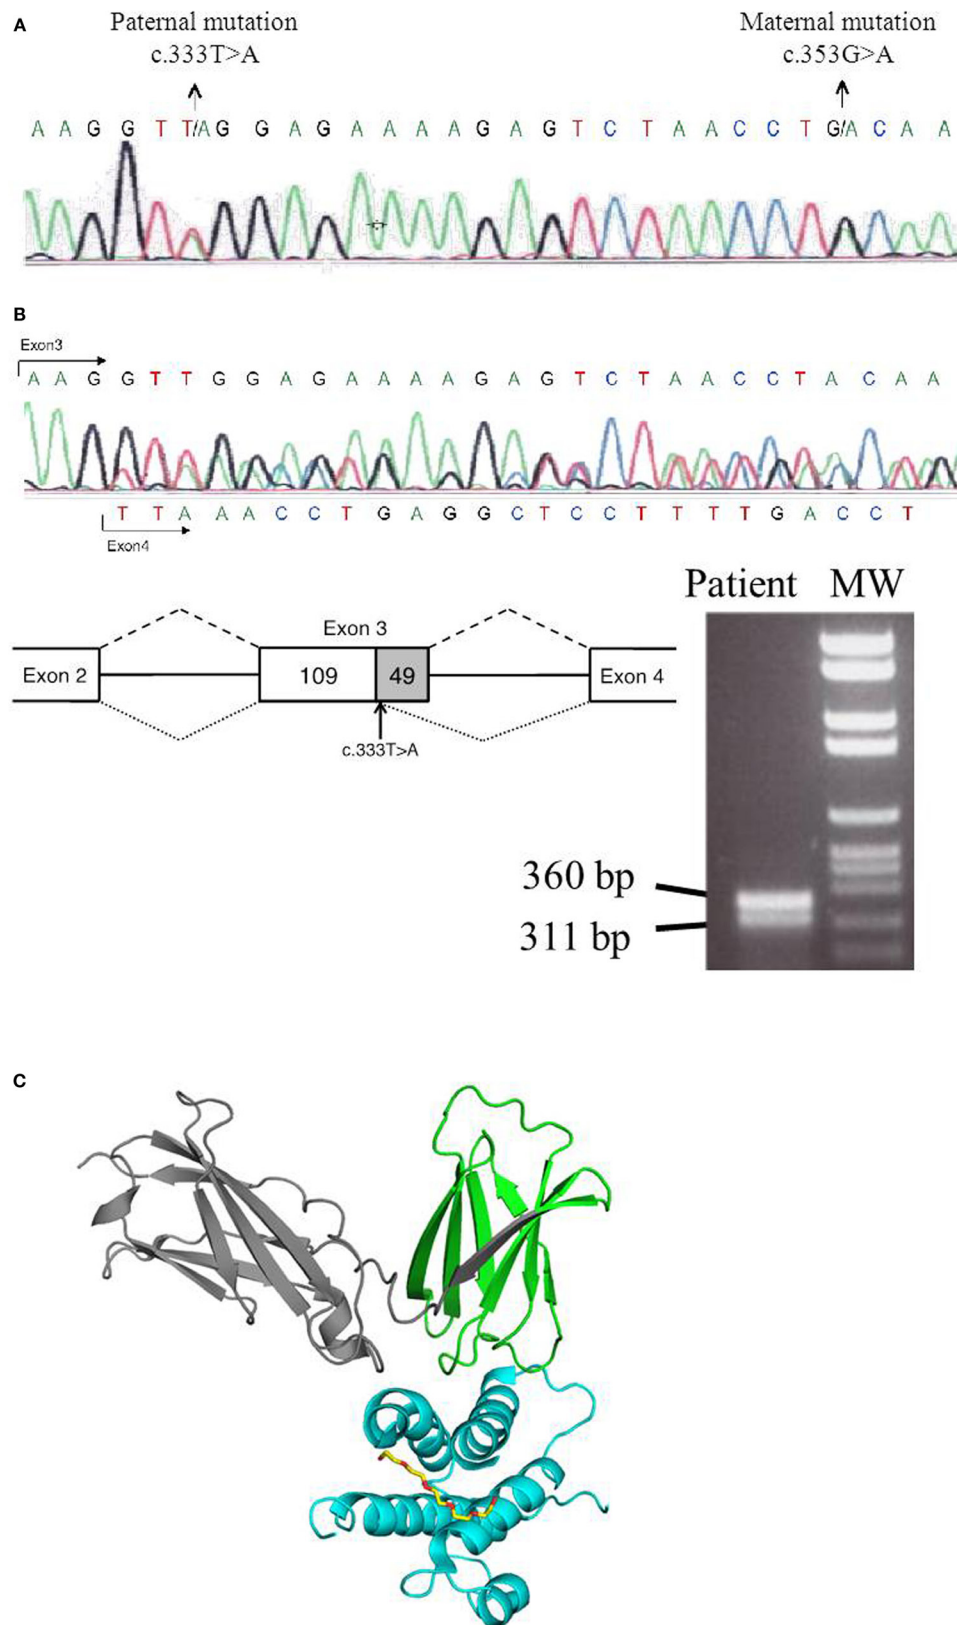 A
Paternal mutation
c.333T>A
Maternal mutation
c.353G>A
A A G G T T/A G G A G A A A A G A G T C T A A C C T G/A C A A
B
Exon3
A A G G T T G G A G A A A A G A G T C T A A C C T A C A A
T T A A A C C T G A G G C T C C T T T T G A C C T
Exon4
Patient MW
Exon 3
Exon 2 109 49 Exon 4
c.333T>A
360 bp
311 bp
C